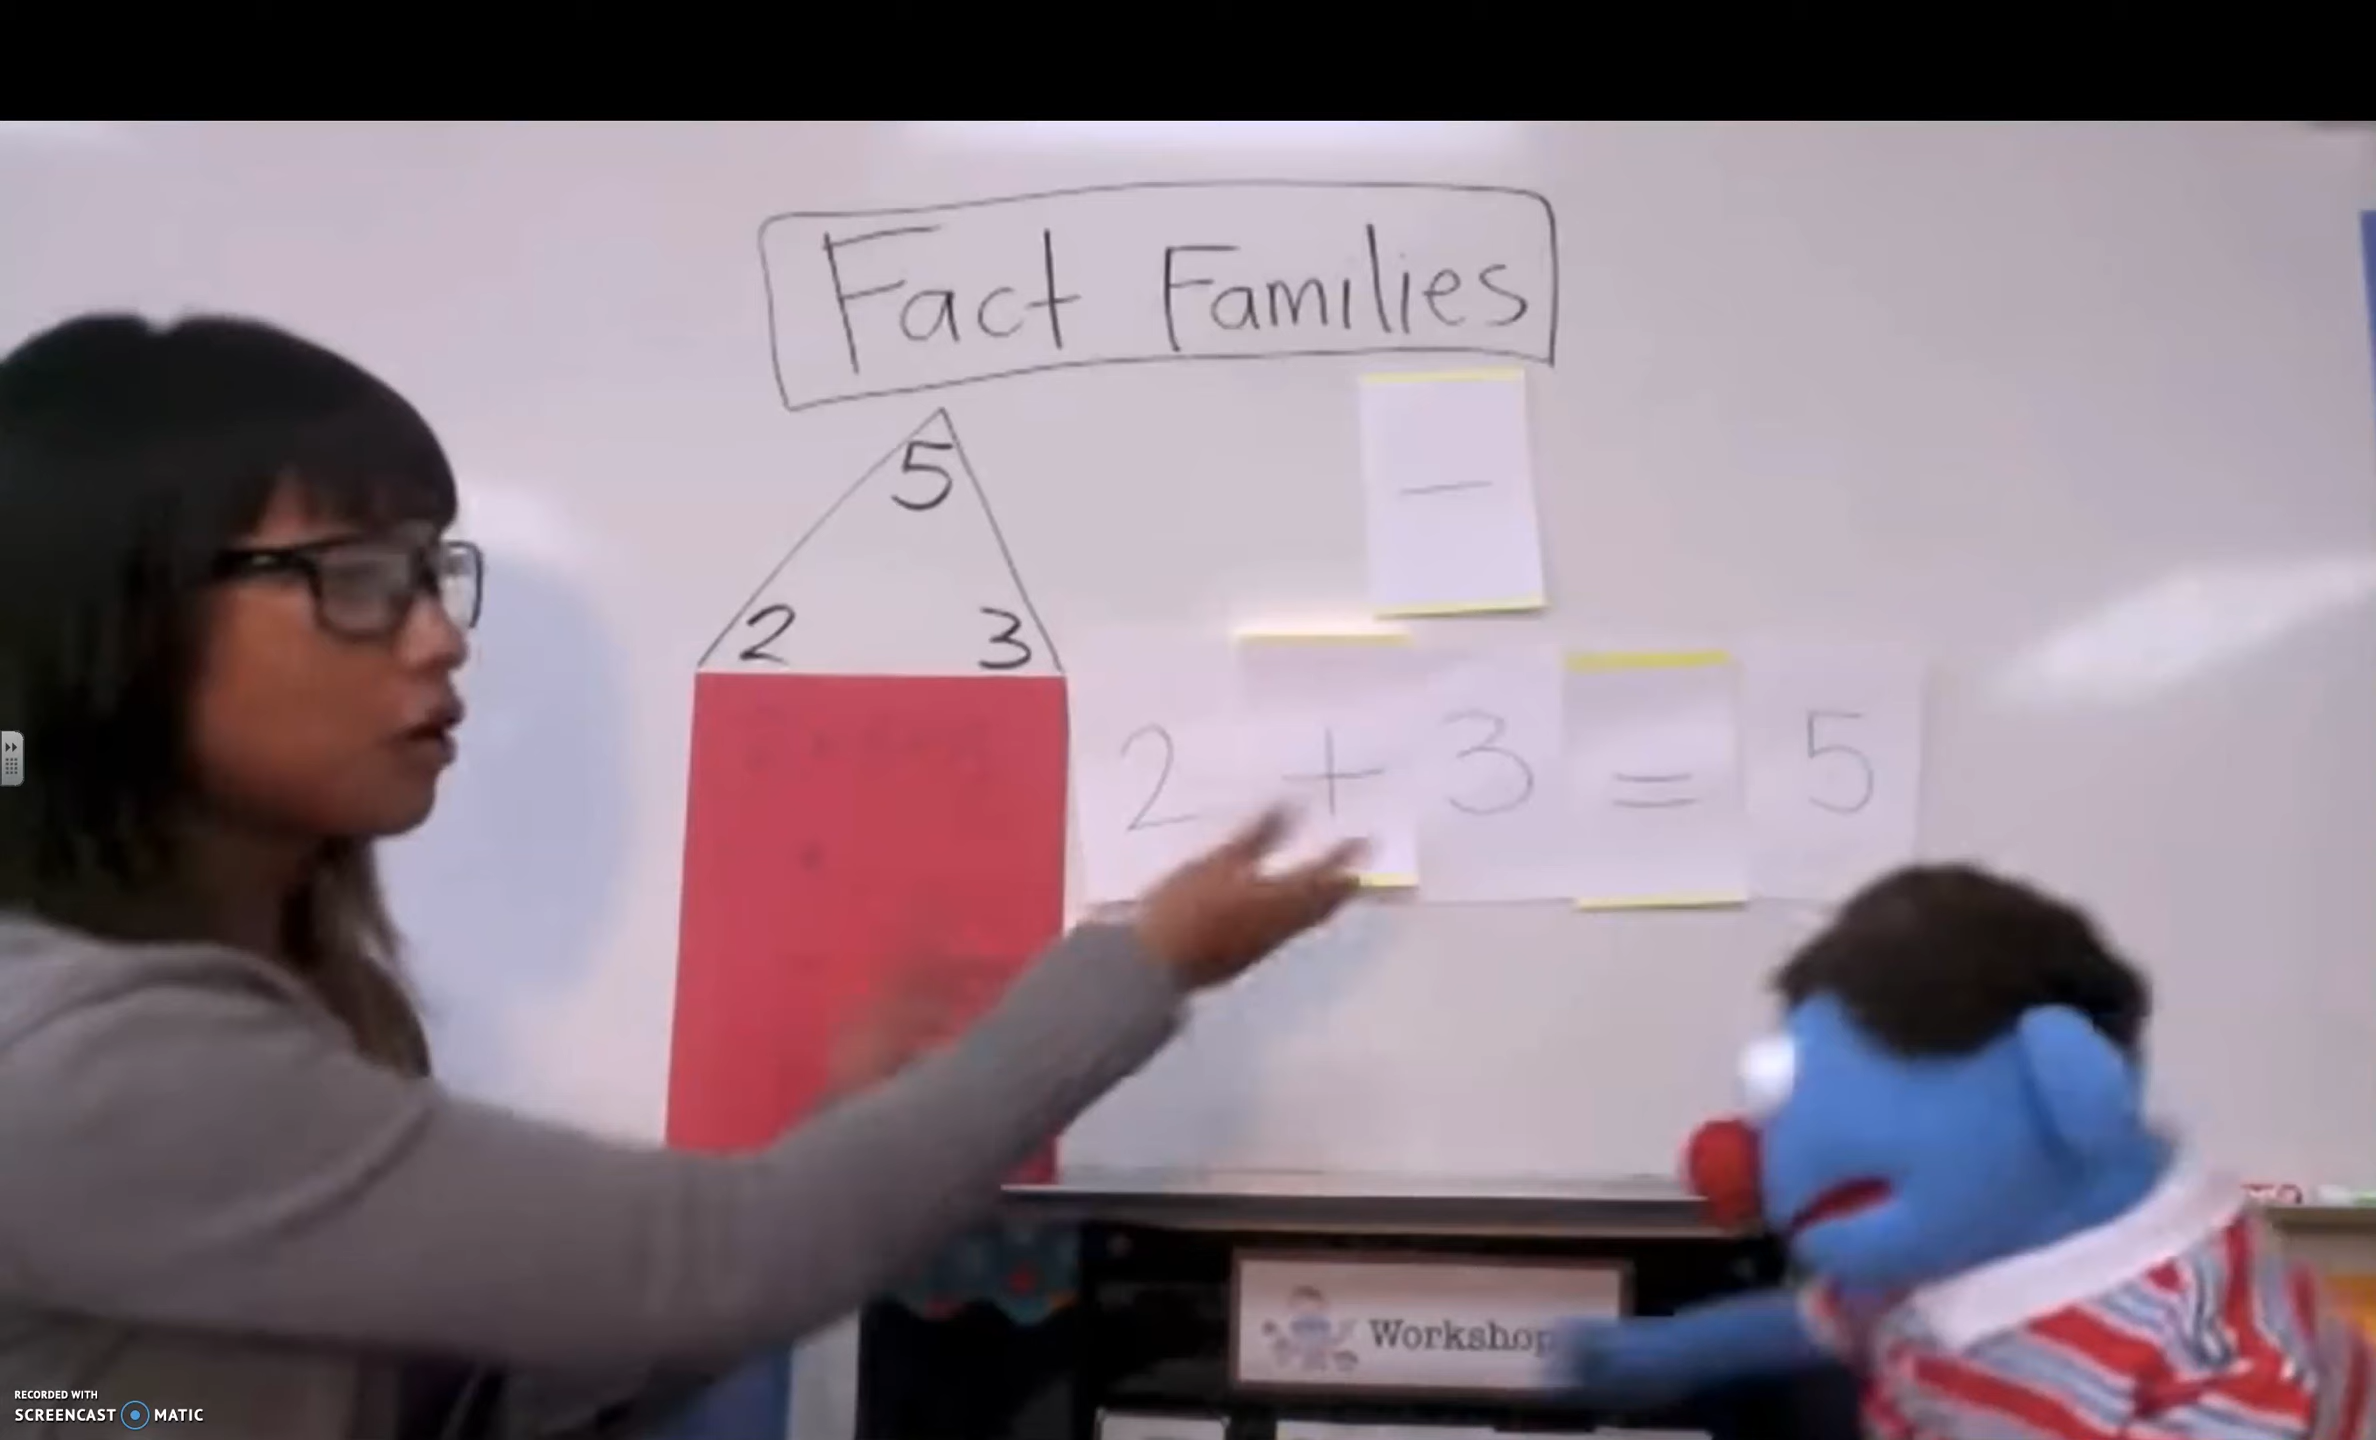 Fact Families
5
−
2 3
2 + 3 = 5
Workshop
RECORDED WITH
SCREENCAST MATIC